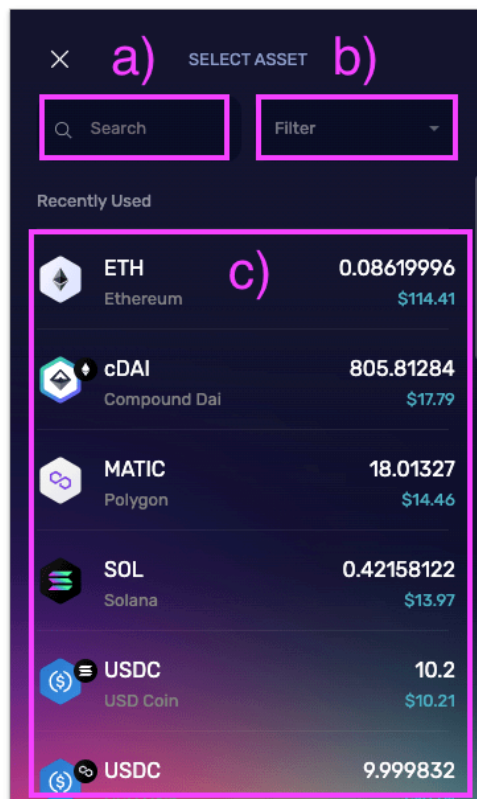 a)
SELECT ASSET
b)
Search
Filter
Recently Used
c)
ETH
0.08619996
Ethereum
$114.41
cDAI
805.81284
Compound Dai
$17.79
MATIC
18.01327
Polygon
$14.46
SOL
0.42158122
Solana
$13.97
USDC
10.2
USD Coin
$10.21
USDC
9.999832